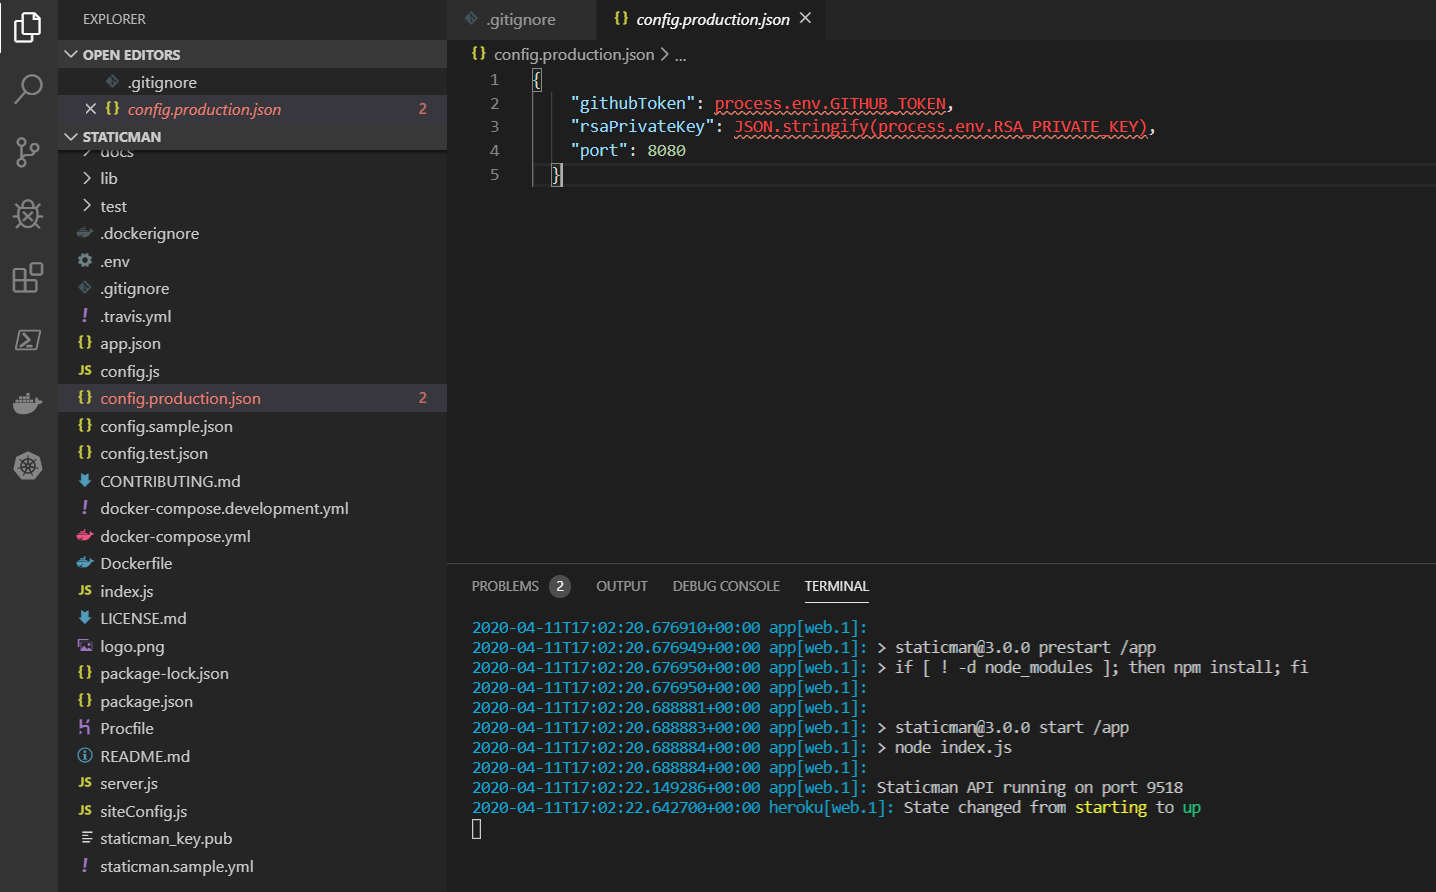 EXPLORER
OPEN EDITORS
.gitignore
config.production.json 2
STATICMAN
docs
lib
test
.dockerignore
.env
.gitignore
.travis.yml
app.json
JS config.js
config.production.json 2
config.sample.json
config.test.json
CONTRIBUTING.md
docker-compose.development.yml
docker-compose.yml
Dockerfile
JS index.js
LICENSE.md
logo.png
package-lock.json
package.json
Procfile
README.md
JS server.js
JS siteConfig.js
staticman_key.pub
staticman.sample.yml
.gitignore
{} config.production.json
{} config.production.json > ...
1 {
2 "githubToken": process.env.GITHUB_TOKEN,
3 "rsaPrivateKey": JSON.stringify(process.env.RSA_PRIVATE_KEY),
4 "port": 8080
5 }
PROBLEMS 2 OUTPUT DEBUG CONSOLE TERMINAL
2020-04-11T17:02:20.676910+00:00 app[web.1]:
2020-04-11T17:02:20.676949+00:00 app[web.1]: > staticman@3.0.0 prestart /app
2020-04-11T17:02:20.676950+00:00 app[web.1]: > if [ ! -d node_modules ]; then npm install; fi
2020-04-11T17:02:20.676950+00:00 app[web.1]:
2020-04-11T17:02:20.688881+00:00 app[web.1]:
2020-04-11T17:02:20.688883+00:00 app[web.1]: > staticman@3.0.0 start /app
2020-04-11T17:02:20.688884+00:00 app[web.1]: > node index.js
2020-04-11T17:02:20.688884+00:00 app[web.1]:
2020-04-11T17:02:22.149286+00:00 app[web.1]: Staticman API running on port 9518
2020-04-11T17:02:22.642700+00:00 heroku[web.1]: State changed from starting to up